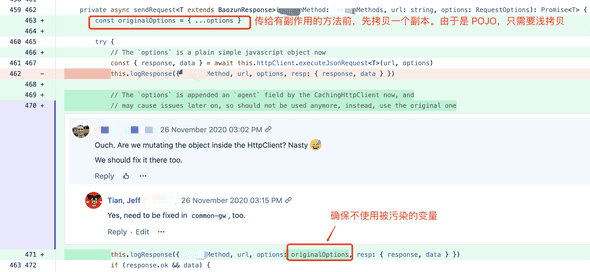 459 462 private async sendRequest<T extends BaozunResponse> Method: Methods, url: string, options: RequestOptions): Promise<T> {
463 + const originalOptions = { ...options }
传给有副作用的方法前，先拷贝一个副本。由于是 POJO，只需要浅拷贝
464 +
460 465 try {
466 + // The `options` is a plain simple javascript object now
461 467 const { response, data } = await this.httpClient.executeJsonRequest<T>(url, options)
462 - this.logResponse({ Method, url, options, resp: { response, data } })
468 +
469 + // The `options` is appended an `agent` field by the CachingHttpClient now, and
470 + // may cause issues later on, so should not be used anymore, instead, use the original one
26 November 2020 03:02 PM
Ouch. Are we mutating the object inside the HttpClient? Nasty 😅
We should fix it there too.
Reply ···
Tian, Jeff 26 November 2020 03:15 PM
Yes, need to be fixed in common-gw, too.
Reply · Edit ···
确保不使用被污染的变量
471 + this.logResponse({ Method, url, options: originalOptions, resp: { response, data } })
463 472 if (response.ok && data) {